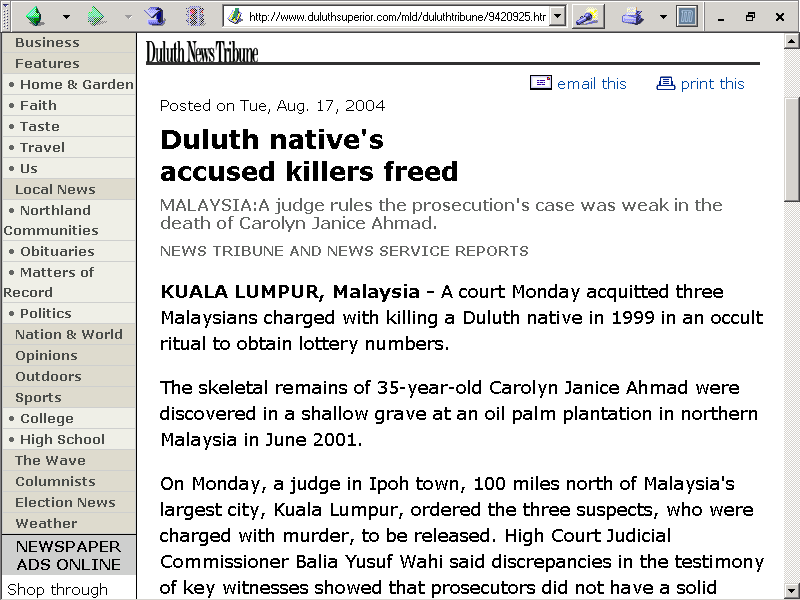 http://www.duluthsuperior.com/mld/duluthtribune/9420925.htr
Business
Features
• Home & Garden
• Faith
• Taste
• Travel
• Us
Local News
• Northland
Communities
• Obituaries
• Matters of
Record
• Politics
Nation & World
Opinions
Outdoors
Sports
• College
• High School
The Wave
Columnists
Election News
Weather
NEWSPAPER
ADS ONLINE
Shop through
Duluth News Tribune
email this
print this
Posted on Tue, Aug. 17, 2004
Duluth native's
accused killers freed
MALAYSIA:A judge rules the prosecution's case was weak in the
death of Carolyn Janice Ahmad.
NEWS TRIBUNE AND NEWS SERVICE REPORTS
KUALA LUMPUR, Malaysia - A court Monday acquitted three
Malaysians charged with killing a Duluth native in 1999 in an occult
ritual to obtain lottery numbers.
The skeletal remains of 35-year-old Carolyn Janice Ahmad were
discovered in a shallow grave at an oil palm plantation in northern
Malaysia in June 2001.
On Monday, a judge in Ipoh town, 100 miles north of Malaysia's
largest city, Kuala Lumpur, ordered the three suspects, who were
charged with murder, to be released. High Court Judicial
Commissioner Balia Yusuf Wahi said discrepancies in the testimony
of key witnesses showed that prosecutors did not have a solid